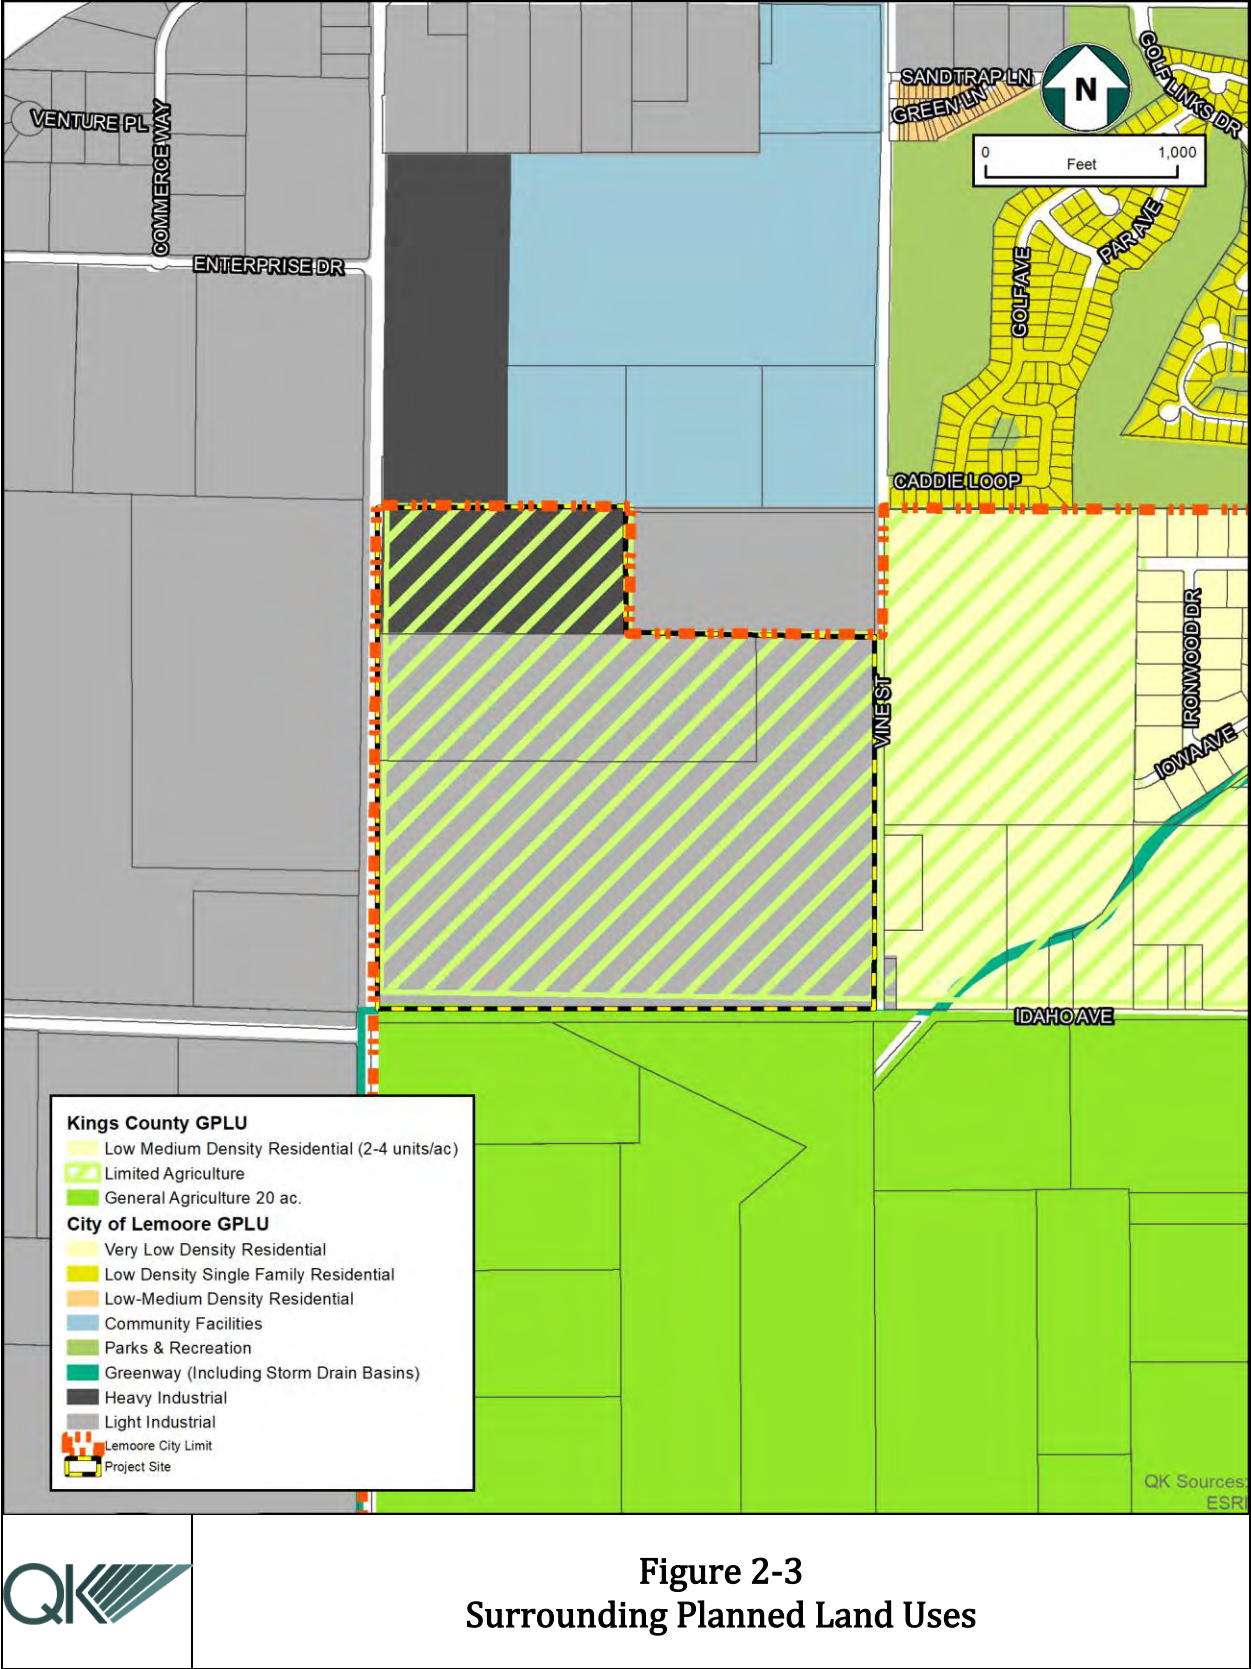 SANDTRAP LN
GREEN LN
GOLF LINKS DR
N
0 1,000
Feet
VENTURE PL
COMMERCE WAY
ENTERPRISE DR
GOLF AVE
PAR AVE
CADDIE LOOP
VINE ST
IRONWOOD DR
IOWA AVE
IDAHO AVE
Kings County GPLU
Low Medium Density Residential (2-4 units/ac)
Limited Agriculture
General Agriculture 20 ac.
City of Lemoore GPLU
Very Low Density Residential
Low Density Single Family Residential
Low-Medium Density Residential
Community Facilities
Parks & Recreation
Greenway (Including Storm Drain Basins)
Heavy Industrial
Light Industrial
Lemoore City Limit
Project Site
QK Sources:
ESRI
QK
Figure 2-3
Surrounding Planned Land Uses